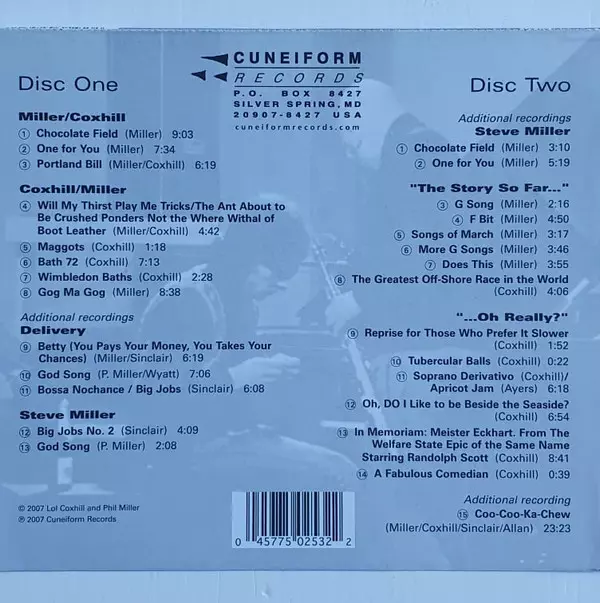 CUNEIFORM
RECORDS
P.O. BOX 8427
SILVER SPRING, MD
20907-8427 USA
cuneiformrecords.com
Disc One
Miller/Coxhill
① Chocolate Field (Miller) 9:03
② One for You (Miller) 7:34
③ Portland Bill (Miller/Coxhill) 6:19
Coxhill/Miller
④ Will My Thirst Play Me Tricks/The Ant About to
Be Crushed Ponders Not the Where Withal of
Boot Leather (Miller/Coxhill) 4:42
⑤ Maggots (Coxhill) 1:18
⑥ Bath 72 (Coxhill) 7:13
⑦ Wimbledon Baths (Coxhill) 2:28
⑧ Gog Ma Gog (Miller) 8:38
Additional recordings
Delivery
⑨ Betty (You Pays Your Money, You Takes Your
Chances) (Miller/Sinclair) 6:19
⑩ God Song (P. Miller/Wyatt) 7:06
⑪ Bossa Nochance / Big Jobs (Sinclair) 6:08
Steve Miller
⑫ Big Jobs No. 2 (Sinclair) 4:09
⑬ God Song (P. Miller) 2:08
© 2007 Lol Coxhill and Phil Miller
℗ 2007 Cuneiform Records
0 45775 02532 2
Disc Two
Additional recordings
Steve Miller
① Chocolate Field (Miller) 3:10
② One for You (Miller) 5:19
"The Story So Far..."
③ G Song (Miller) 2:16
④ F Bit (Miller) 4:50
⑤ Songs of March (Miller) 3:17
⑥ More G Songs (Miller) 3:46
⑦ Does This (Miller) 3:55
⑧ The Greatest Off-Shore Race in the World
(Coxhill) 4:06
"...Oh Really?"
⑨ Reprise for Those Who Prefer It Slower
(Coxhill) 1:52
⑩ Tubercular Balls (Coxhill) 0:22
⑪ Soprano Derivativo (Coxhill)/
Apricot Jam (Ayers) 6:18
⑫ Oh, DO I Like to be Beside the Seaside?
(Coxhill) 6:54
⑬ In Memoriam: Meister Eckhart. From The
Welfare State Epic of the Same Name
Starring Randolph Scott (Coxhill) 8:41
⑭ A Fabulous Comedian (Coxhill) 0:39
Additional recording
⑮ Coo-Coo-Ka-Chew
(Miller/Coxhill/Sinclair/Allan) 23:23